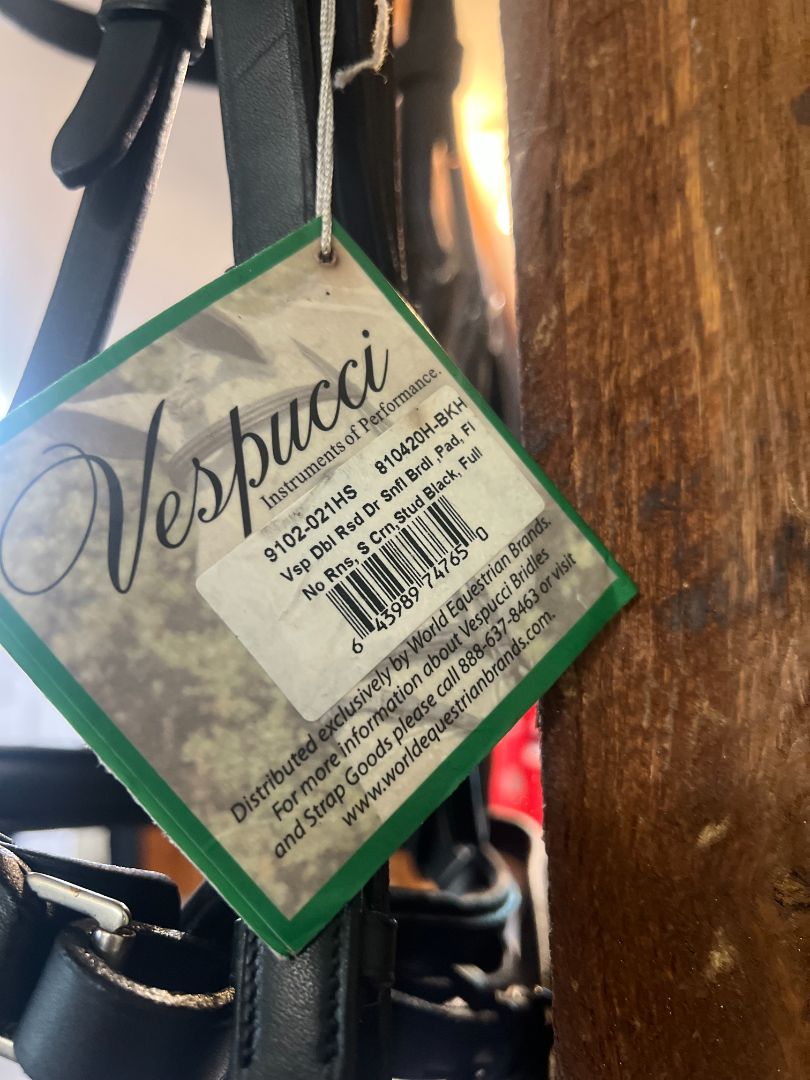 Vespucci
Instruments of Performance.
9102-021HS 810420H-BKH
Vsp Dbl Rsd Dr Snfl Brdl ,Pad, Fl
No Rns, S Crn,Stud Black, Full
6 43989 74765 0
Distributed exclusively by World Equestrian Brands.
For more information about Vespucci Bridles
and Strap Goods please call 888-637-8463 or visit
www.worldequestrianbrands.com.